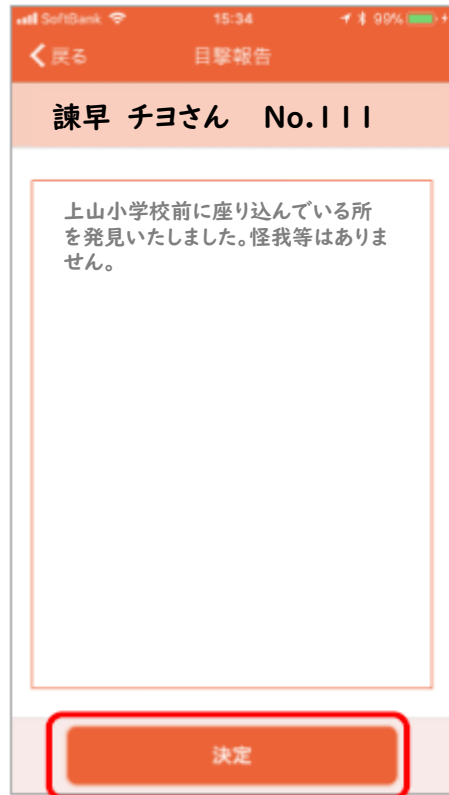 SoftBank 15:34 99%
戻る 目撃報告
諫早 チヨさん No.111
上山小学校前に座り込んでいる所
を発見いたしました。怪我等はありま
せん。
決定